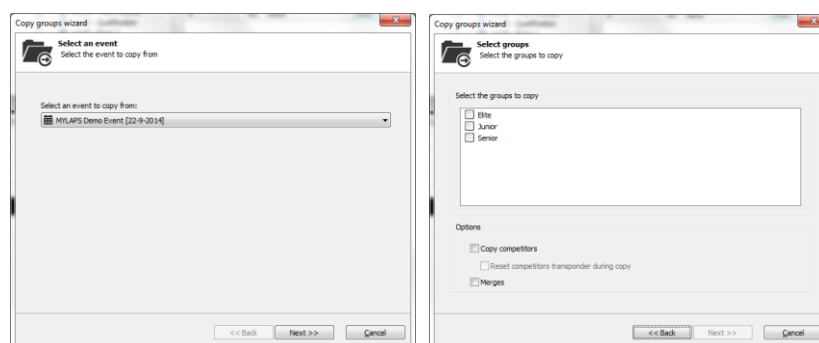 Copy groups wizard
Select an event
Select the event to copy from
Select an event to copy from:
MYLAPS Demo Event [22-9-2014]
<< Back
Next >>
Cancel
Copy groups wizard
Select groups
Select the groups to copy
Select the groups to copy
Elite
Junior
Senior
Options
Copy competitors
Reset competitors transponder during copy
Merges
<< Back
Next >>
Cancel